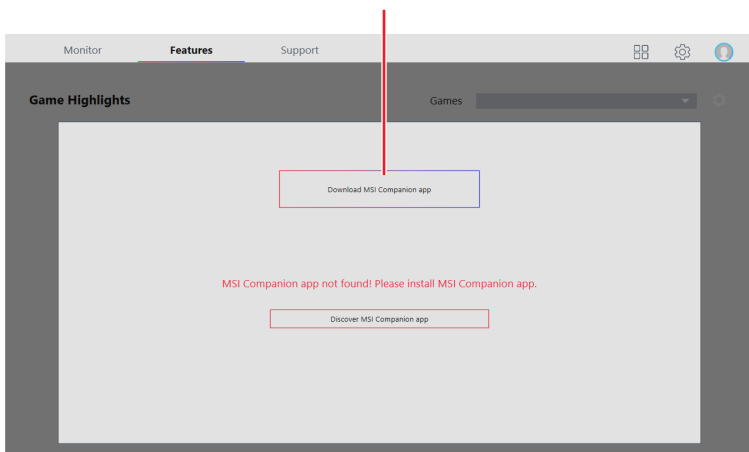 Monitor Features Support
Game Highlights Games
Download MSI Companion app
MSI Companion app not found! Please install MSI Companion app.
Discover MSI Companion app